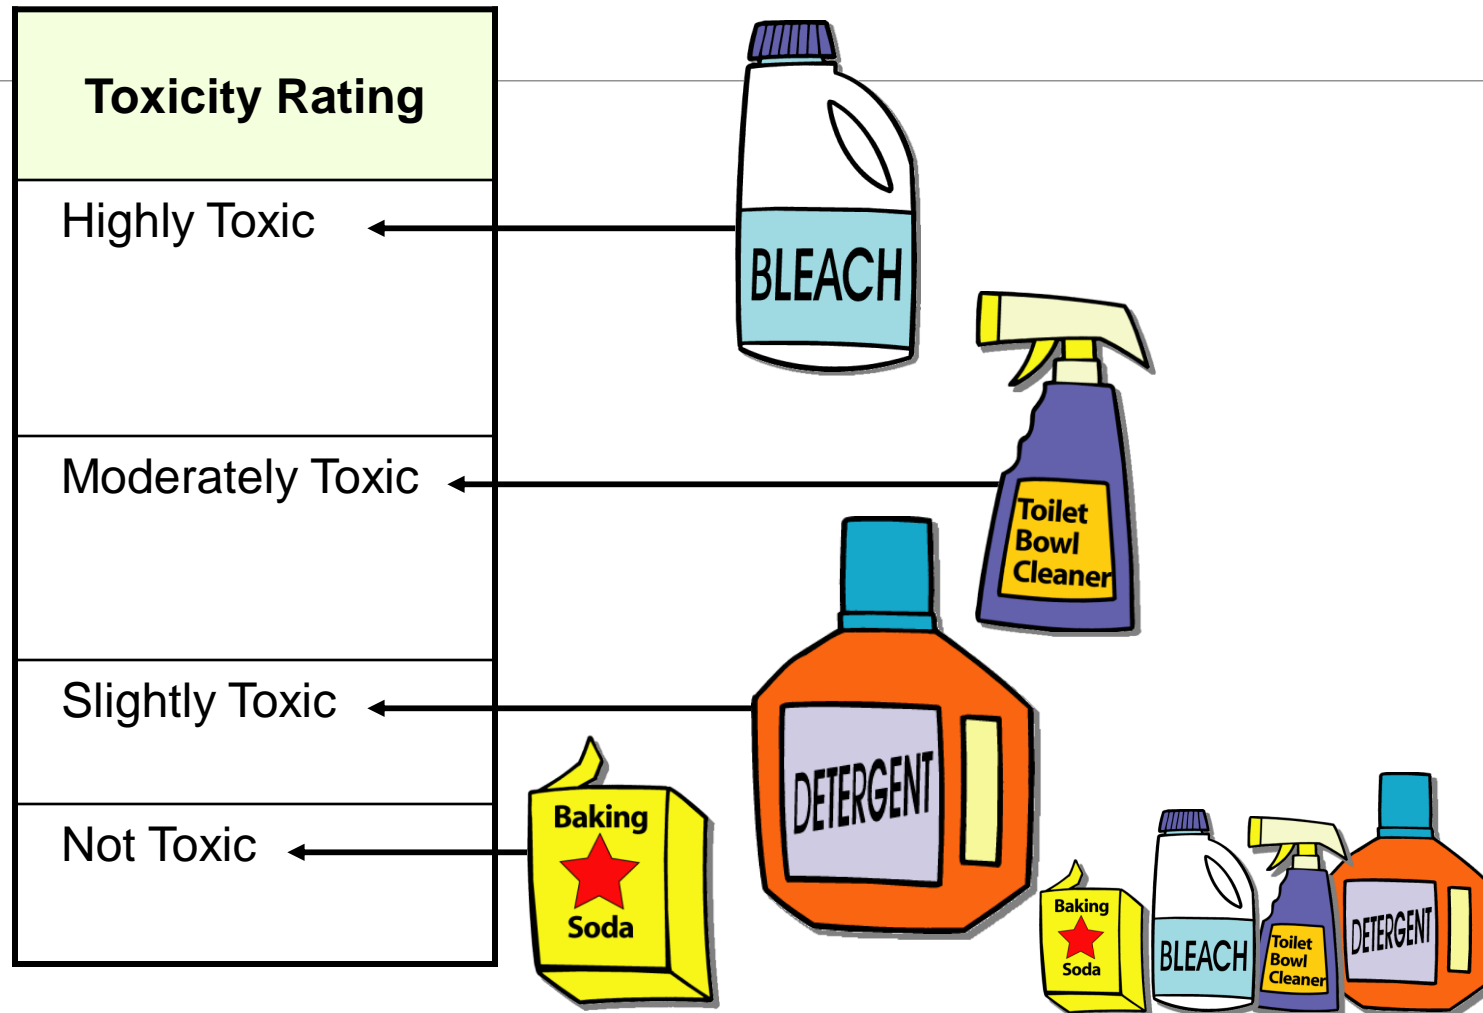 Toxicity Rating
Highly Toxic
BLEACH
Moderately Toxic
Toilet
Bowl
Cleaner
Slightly Toxic
DETERGENT
Not Toxic
Baking
Soda
Baking
Soda
BLEACH
Toilet
Bowl
Cleaner
DETERGENT